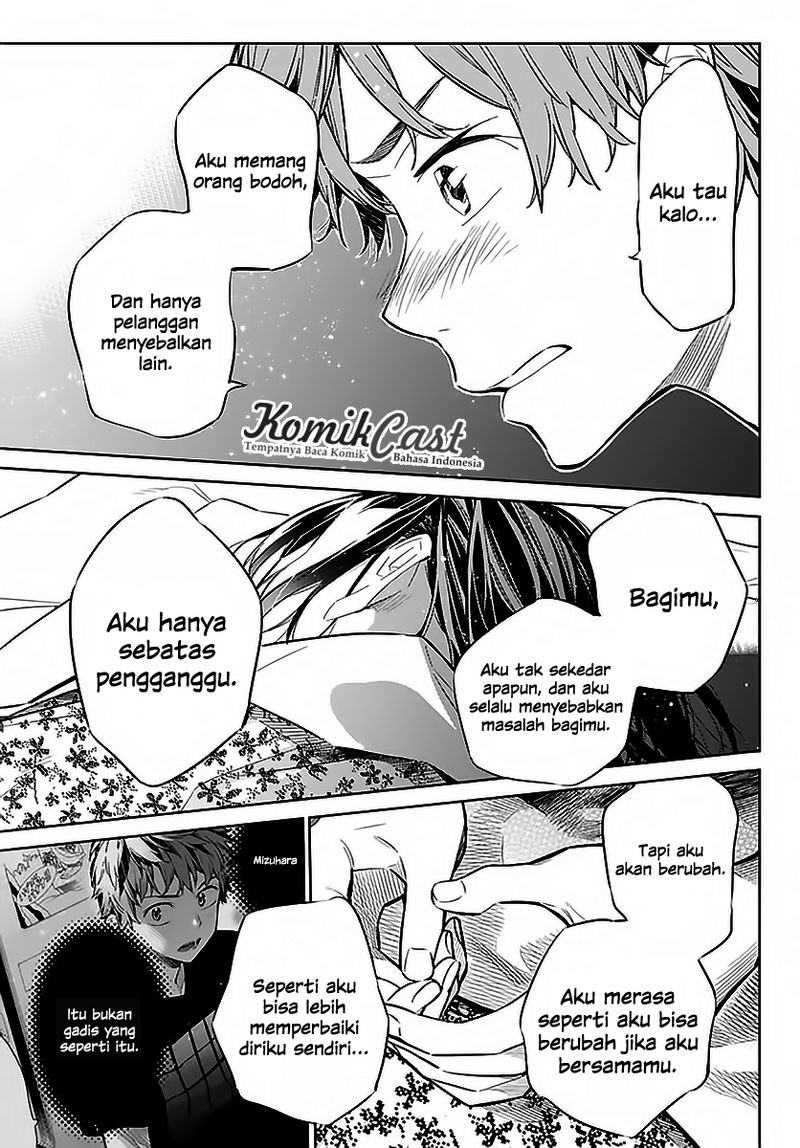 Aku tau
kalo...
Aku memang
orang bodoh,
Dan hanya
pelanggan
menyebalkan
lain.
KomikCast
Tempatnya Baca Komik Bahasa Indonesia
Bagimu,
Aku tak sekedar
apapun, dan aku
selalu menyebabkan
masalah bagimu.
Aku hanya
sebatas
pengganggu.
Tapi aku
akan berubah.
Aku merasa
seperti aku bisa
berubah jika aku
bersamamu.
Seperti aku
bisa lebih
memperbaiki
diriku sendiri...
Mizuhara
Itu bukan
gadis yang
seperti itu.